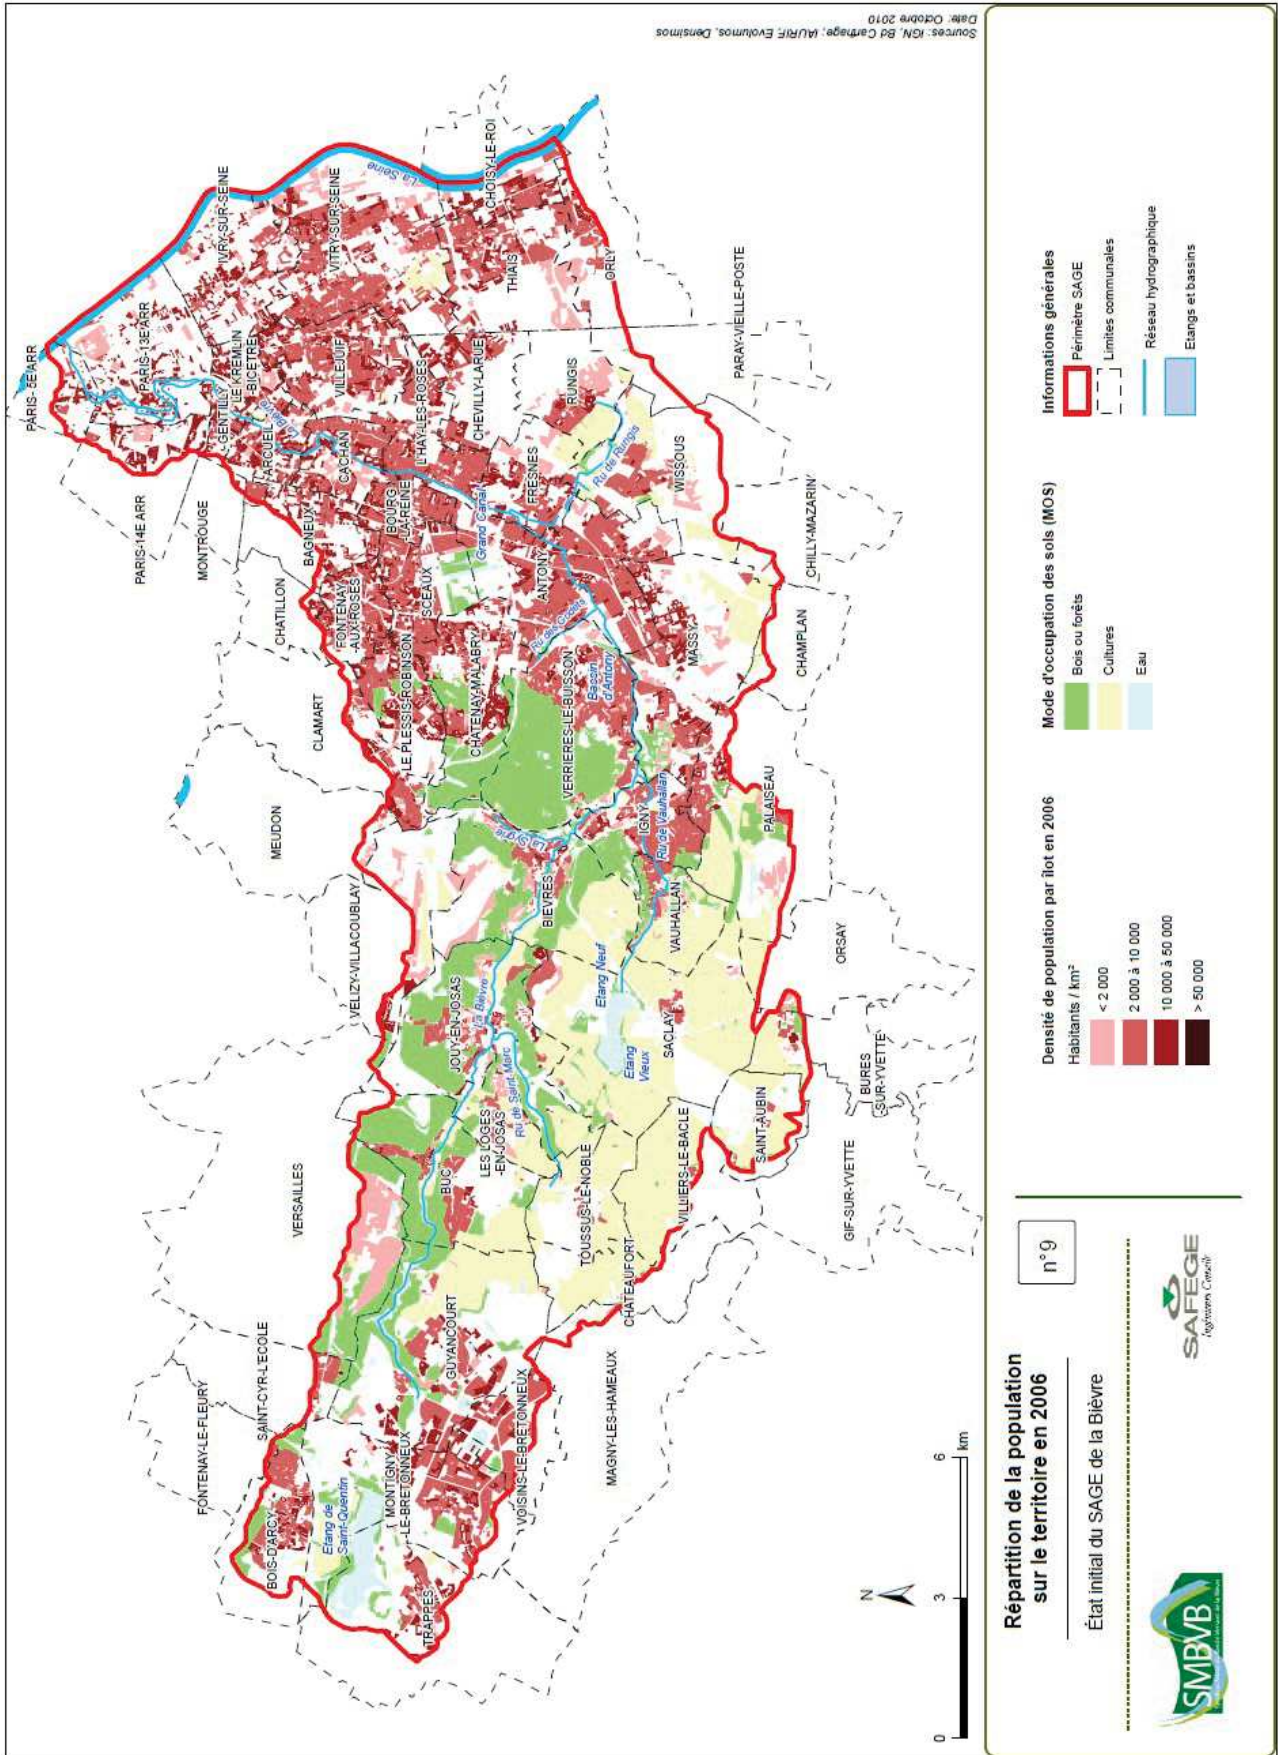 Sources: IGN, Bd Carthage; IAURIF, Evolumos, Densimos
Date: Octobre 2010
PARIS- 5E ARR
PARIS-13E ARR
PARIS-14E ARR
MONTROUGE
GENTILLY
LE KREMLIN
-BICETRE
IVRY-SUR-SEINE
La Seine
VITRY-SUR-SEINE
CHOISY-LE-ROI
ARCUEIL
La Bièvre
VILLEJUIF
CACHAN
CHATILLON
BAGNEUX
BOURG
-LA-REINE
L'HAY-LES-ROSES
CHEVILLY-LARUE
THIAIS
ORLY
FONTENAY
-AUX-ROSES
SCEAUX
Grand Canal
FRESNES
RUNGIS
Ru de Rungis
WISSOUS
PARAY-VIEILLE-POSTE
CLAMART
LE PLESSIS-ROBINSON
CHATENAY-MALABRY
ANTONY
Ru des Godets
Bassin
d'Antony
MASSY
CHILLY-MAZARIN
CHAMPLAN
MEUDON
VERRIERES-LE-BUISSON
La Sygrie
IGNY
Ru de Vauhallan
PALAISEAU
VELIZY-VILLACOUBLAY
BIEVRES
VAUHALLAN
ORSAY
JOUY-EN-JOSAS
La Bièvre
Etang Neuf
Etang
Vieux
SACLAY
LES LOGES
-EN-JOSAS
Ru de Saint-Marc
BURES
-SUR-YVETTE
VERSAILLES
BUC
TOUSSUS-LE-NOBLE
VILLIERS-LE-BACLE
SAINT-AUBIN
GIF-SUR-YVETTE
CHATEAUFORT
GUYANCOURT
SAINT-CYR-L'ECOLE
FONTENAY-LE-FLEURY
BOIS-D'ARCY
Etang de
Saint-Quentin
MONTIGNY
-LE-BRETONNEUX
VOISINS-LE-BRETONNEUX
MAGNY-LES-HAMEAUX
TRAPPES
N
0 3 6
km
Répartition de la population
sur le territoire en 2006
n°9
État initial du SAGE de la Bièvre
SMBVB
SAFEGE
Ingénieurs Conseils
Densité de population par îlot en 2006
Habitants / km²
< 2 000
2 000 à 10 000
10 000 à 50 000
> 50 000
Mode d'occupation des sols (MOS)
Bois ou forêts
Cultures
Eau
Informations générales
Périmètre SAGE
Limites communales
Réseau hydrographique
Etangs et bassins